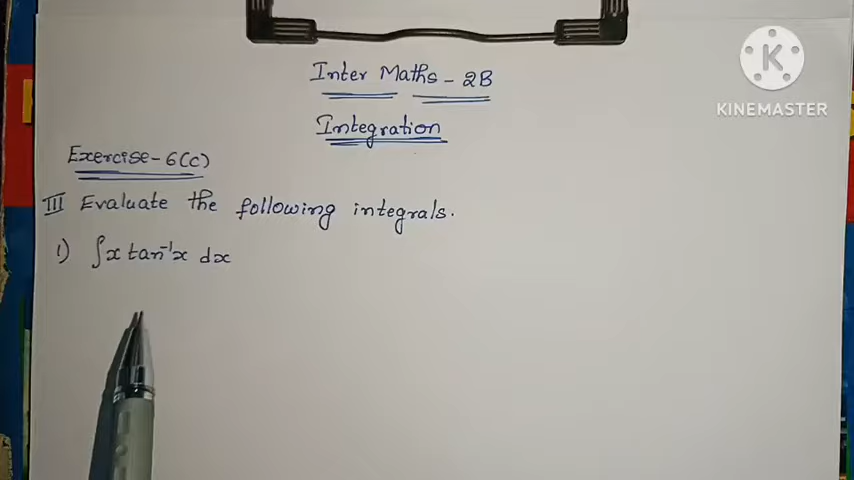 Inter Maths - 2B
K
KINEMASTER
Integration
Exercise - 6(C)
III Evaluate the following integrals.
1) ∫x tan⁻¹x dx